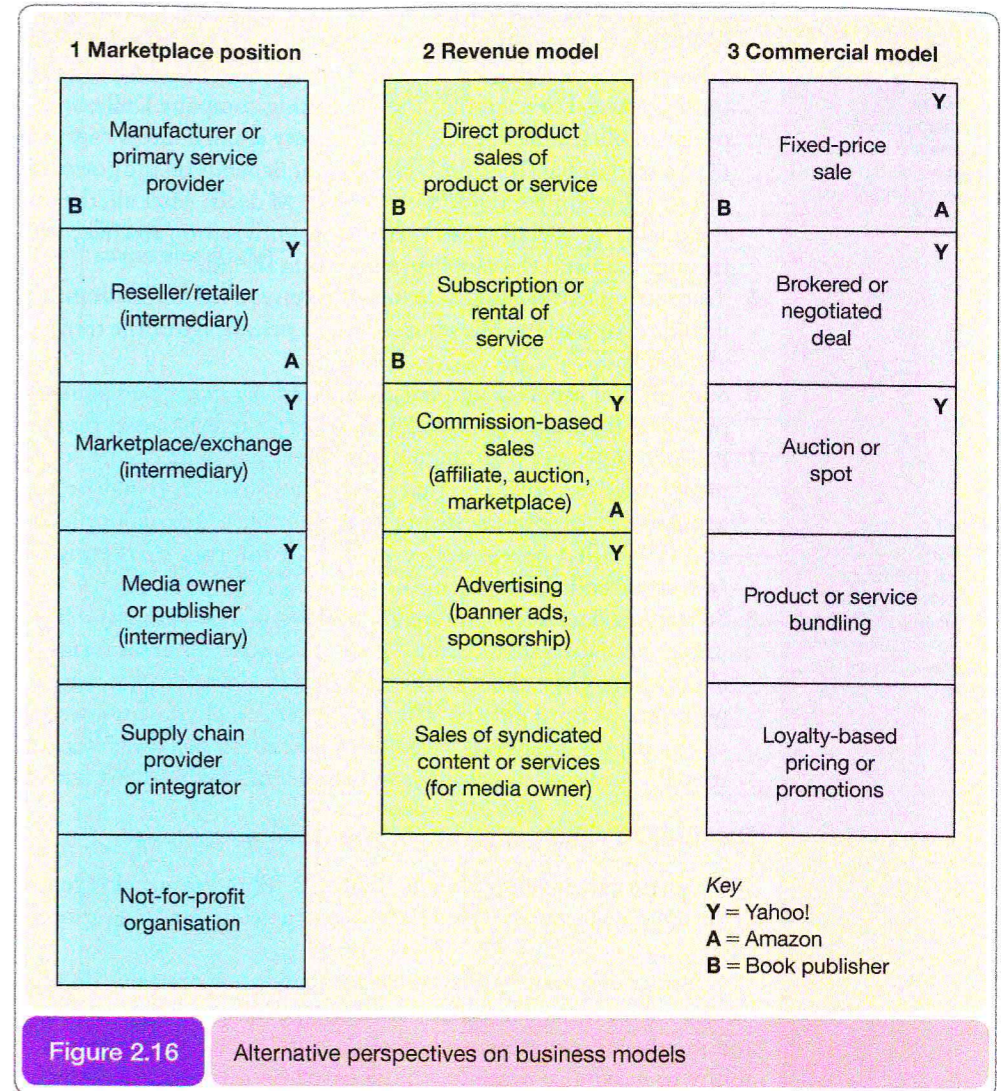 1 Marketplace position
Manufacturer or
primary service
provider
B
Y
Reseller/retailer
(intermediary)
A
Y
Marketplace/exchange
(intermediary)
Y
Media owner
or publisher
(intermediary)
Supply chain
provider
or integrator
Not-for-profit
organisation
2 Revenue model
Direct product
sales of
product or service
B
Subscription or
rental of
service
B
Y
Commission-based
sales
(affiliate, auction,
marketplace)
A
Y
Advertising
(banner ads,
sponsorship)
Sales of syndicated
content or services
(for media owner)
3 Commercial model
Y
Fixed-price
sale
B A
Y
Brokered or
negotiated
deal
Y
Auction or
spot
Product or service
bundling
Loyalty-based
pricing or
promotions
Key
Y = Yahoo!
A = Amazon
B = Book publisher
Figure 2.16 Alternative perspectives on business models